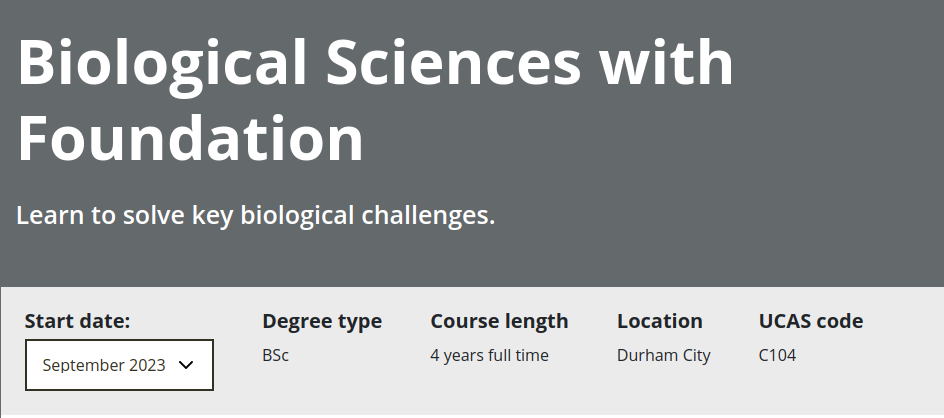 Biological Sciences with
Foundation
Learn to solve key biological challenges.
Start date:
September 2023
Degree type
BSc
Course length
4 years full time
Location
Durham City
UCAS code
C104